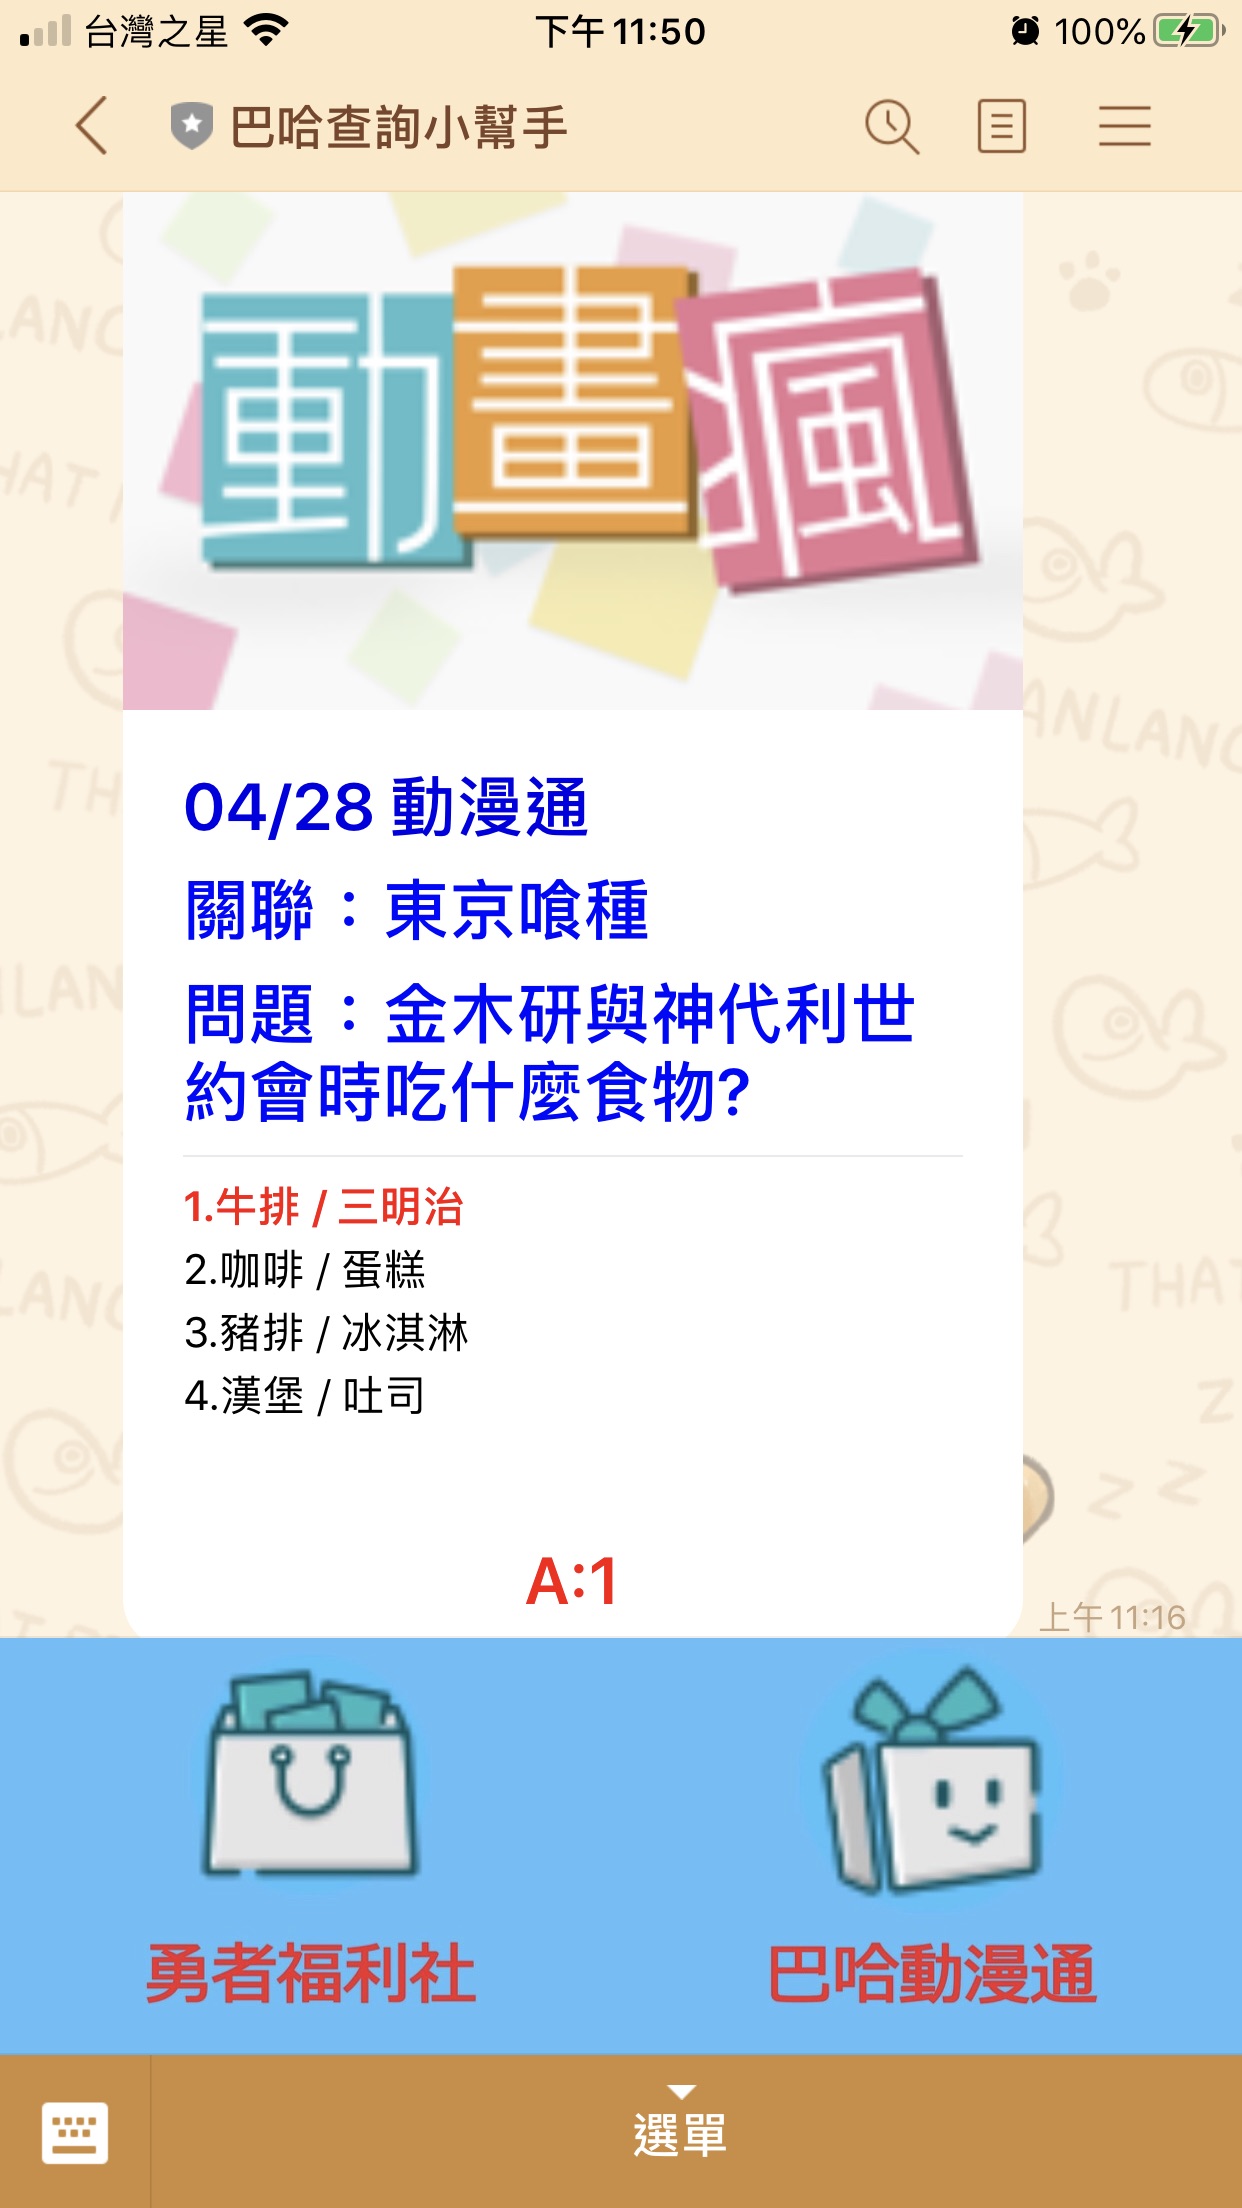 台灣之星
下午11:50
100%
巴哈查詢小幫手
動畫瘋
04/28 動漫通
關聯：東京喰種
問題：金木研與神代利世
約會時吃什麼食物?
1.牛排 / 三明治
2.咖啡 / 蛋糕
3.豬排 / 冰淇淋
4.漢堡 / 吐司
A:1
上午11:16
勇者福利社
巴哈動漫通
選單